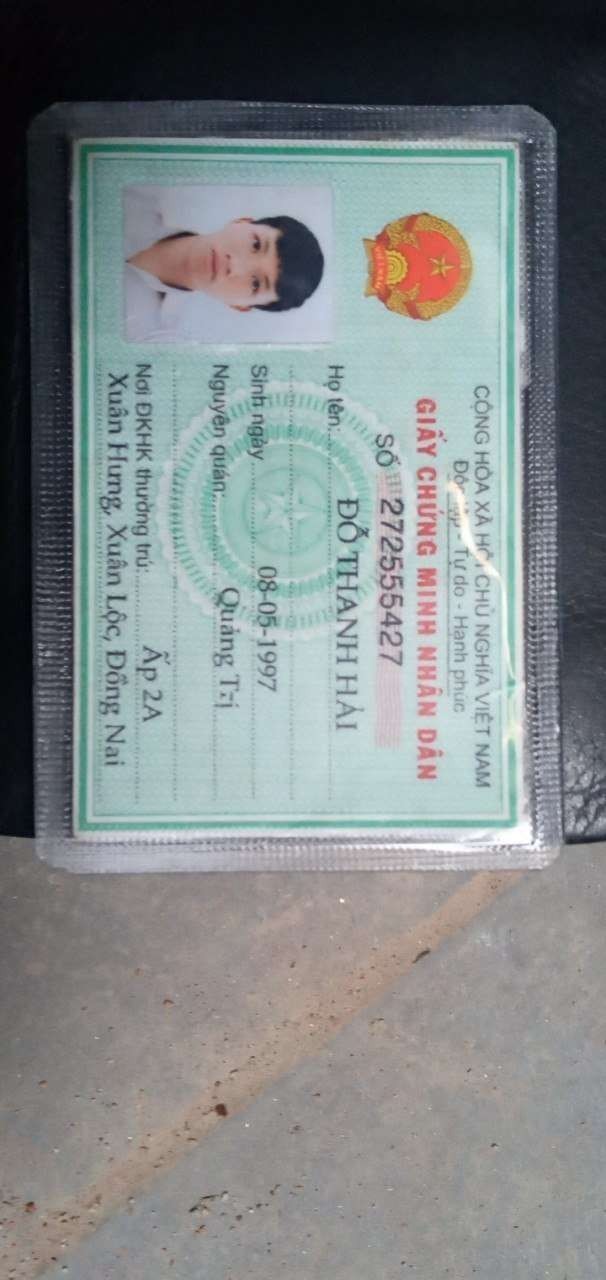 CỘNG HÒA XÃ HỘI CHỦ NGHĨA VIỆT NAM
Độc lập - Tự do - Hạnh phúc
GIẤY CHỨNG MINH NHÂN DÂN
SỐ 272555427
Họ tên: ĐỖ THANH HẢI
Sinh ngày 08-05-1997
Nguyên quán: Quảng Trị
Nơi ĐKHK thường trú: Ấp 2A
Xuân Hưng, Xuân Lộc, Đồng Nai